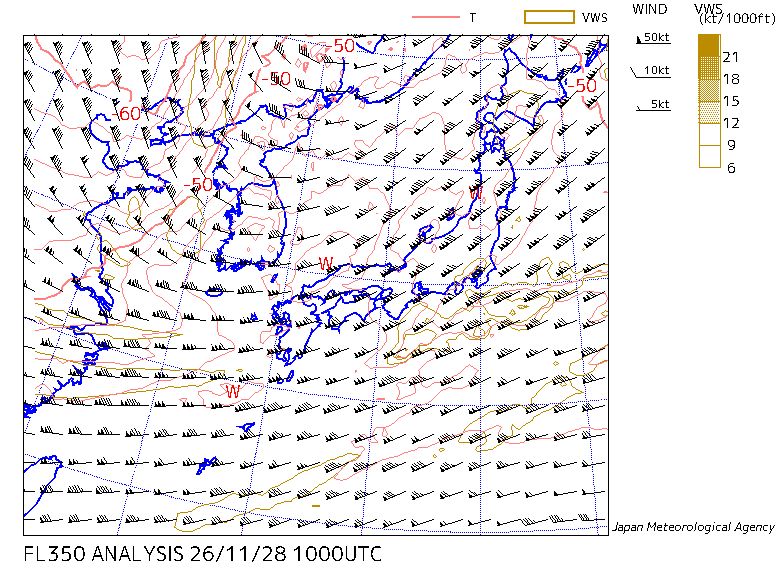 T
VWS
WIND
50kt
10kt
5kt
VWS
(kt/1000ft)
21
18
15
12
9
6
-50
-50
-50
-60
-50
W
W
W
Japan Meteorological Agency
FL350 ANALYSIS 26/11/28 1000UTC